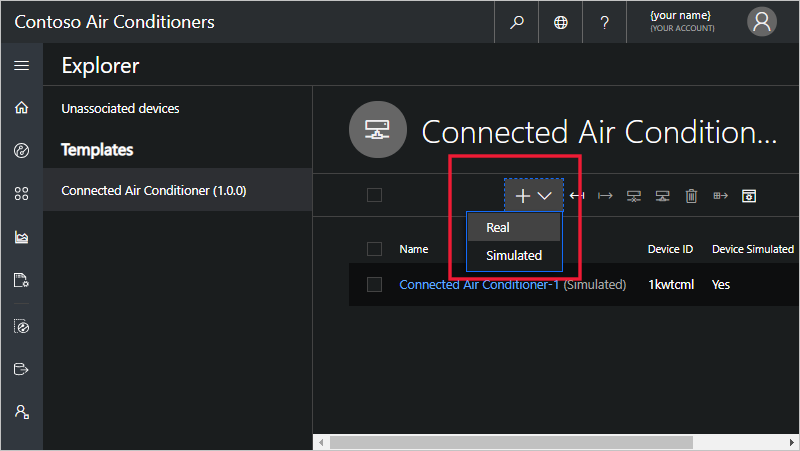 Contoso Air Conditioners
?
{your name}
(YOUR ACCOUNT)
Explorer
Unassociated devices
Templates
Connected Air Conditioner (1.0.0)
Connected Air Condition...
Real
Simulated
Name
Device ID
Device Simulated
Connected Air Conditioner-1 (Simulated)
1kwtcml
Yes